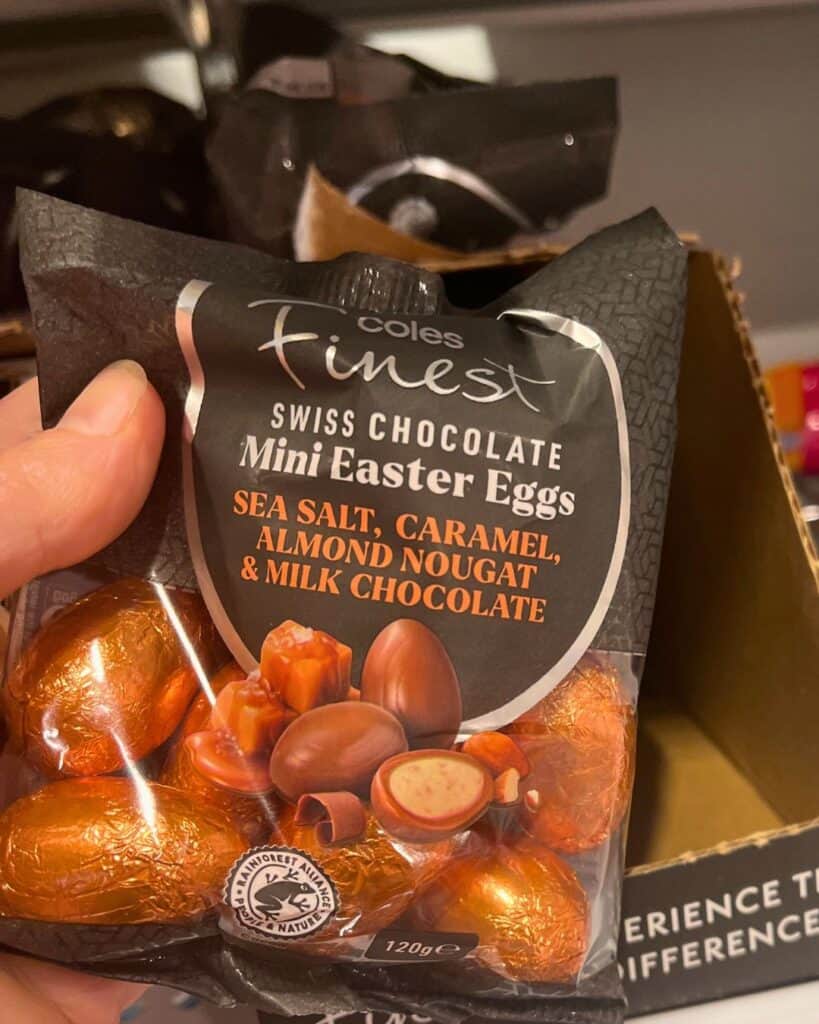 coles
Finest
SWISS CHOCOLATE
Mini Easter Eggs
SEA SALT, CARAMEL,
ALMOND NOUGAT
& MILK CHOCOLATE
RAINFOREST ALLIANCE
PEOPLE & NATURE
120g℮
ERIENCE T
DIFFERENCE
Finest